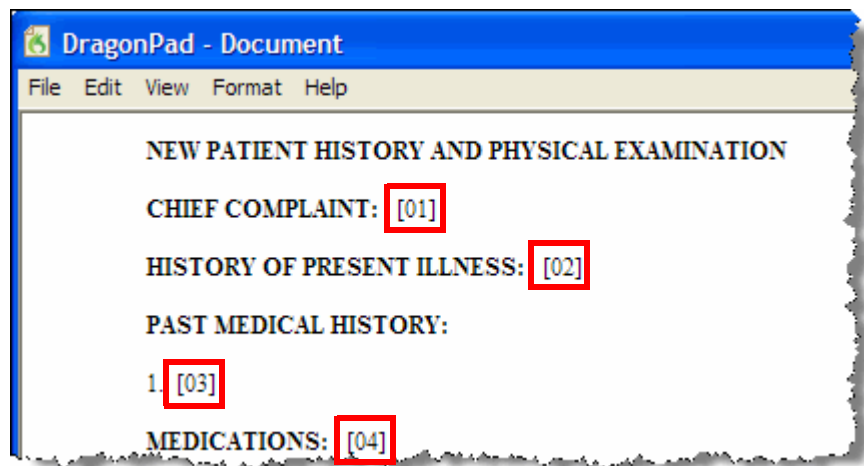 DragonPad - Document
File Edit View Format Help
NEW PATIENT HISTORY AND PHYSICAL EXAMINATION
CHIEF COMPLAINT: [01]
HISTORY OF PRESENT ILLNESS: [02]
PAST MEDICAL HISTORY:
1. [03]
MEDICATIONS: [04]